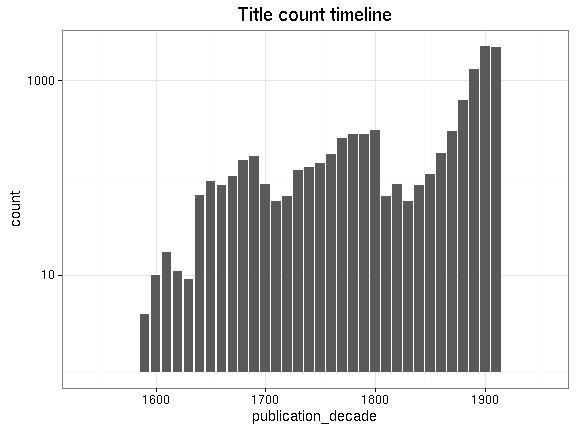 Title count timeline
1000
10
count
1600 1700 1800 1900
publication_decade